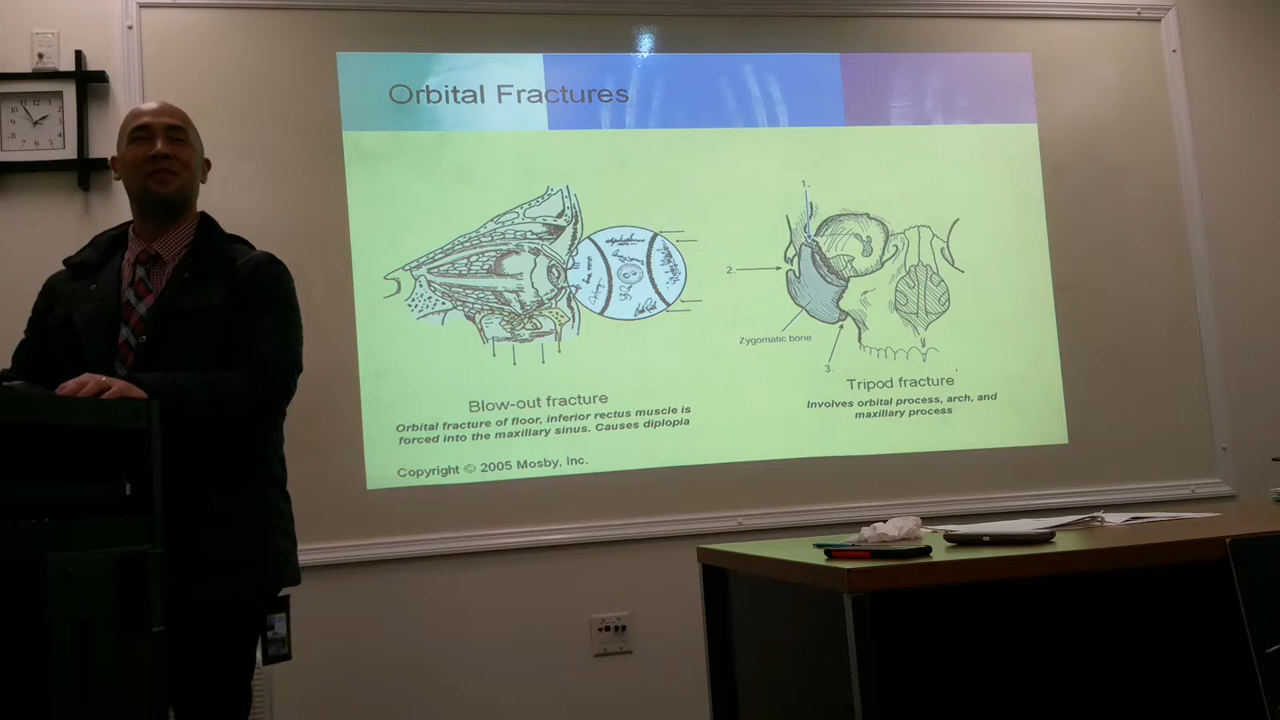 Orbital Fractures
1.
2.
Zygomatic bone
3.
Blow-out fracture
Orbital fracture of floor, inferior rectus muscle is
forced into the maxillary sinus. Causes diplopia
Tripod fracture
Involves orbital process, arch, and
maxillary process
Copyright © 2005 Mosby, Inc.